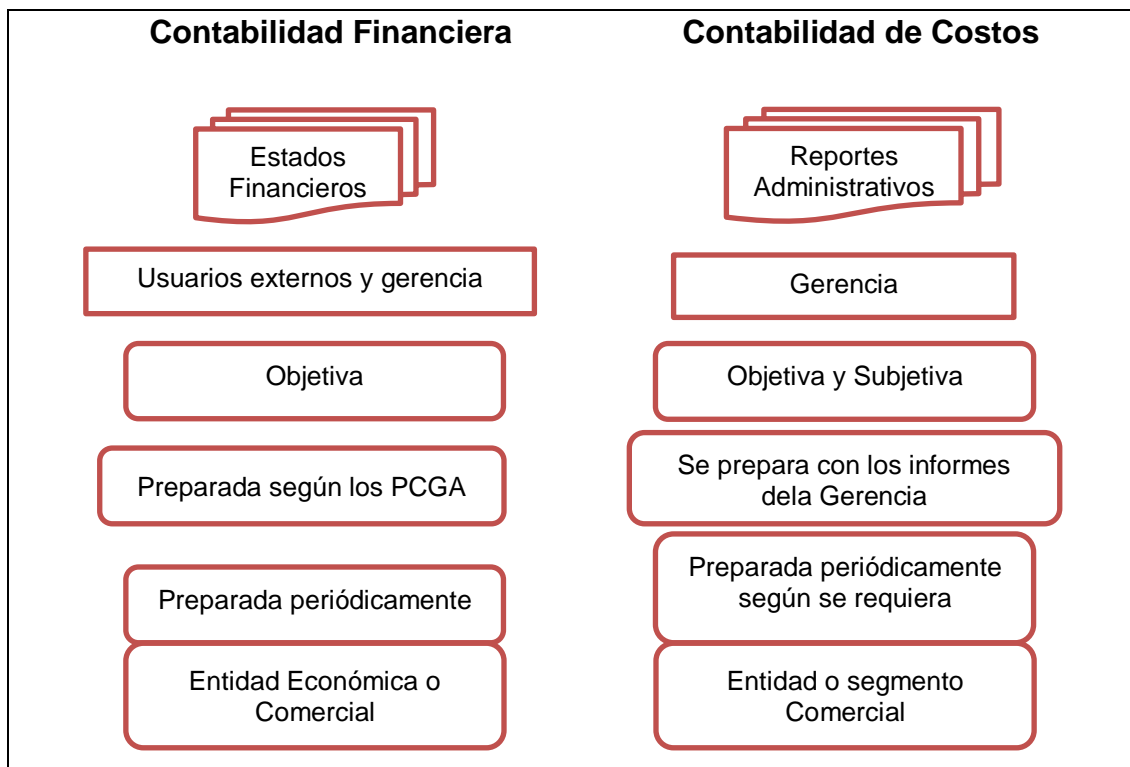 Contabilidad Financiera
Estados
Financieros
Usuarios externos y gerencia
Objetiva
Preparada según los PCGA
Preparada periódicamente
Entidad Económica o
Comercial
Contabilidad de Costos
Reportes
Administrativos
Gerencia
Objetiva y Subjetiva
Se prepara con los informes
dela Gerencia
Preparada periódicamente
según se requiera
Entidad o segmento
Comercial